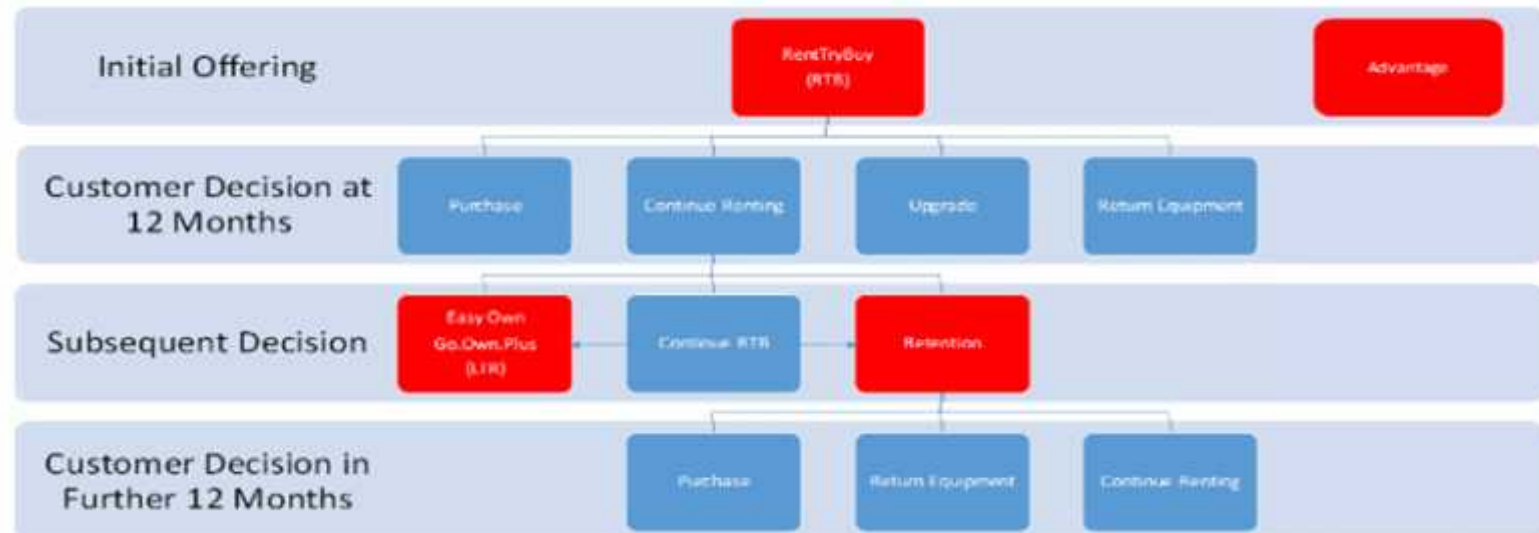 Initial Offering
RentTryBuy
(RTB)
Advantage
Customer Decision at
12 Months
Purchase
Continue Renting
Upgrade
Return Equipment
Subsequent Decision
Easy Own
Go.Own.Plus
Continue RTB
Retention
Customer Decision in
Further 12 Months
Purchase
Return Equipment
Continue Renting